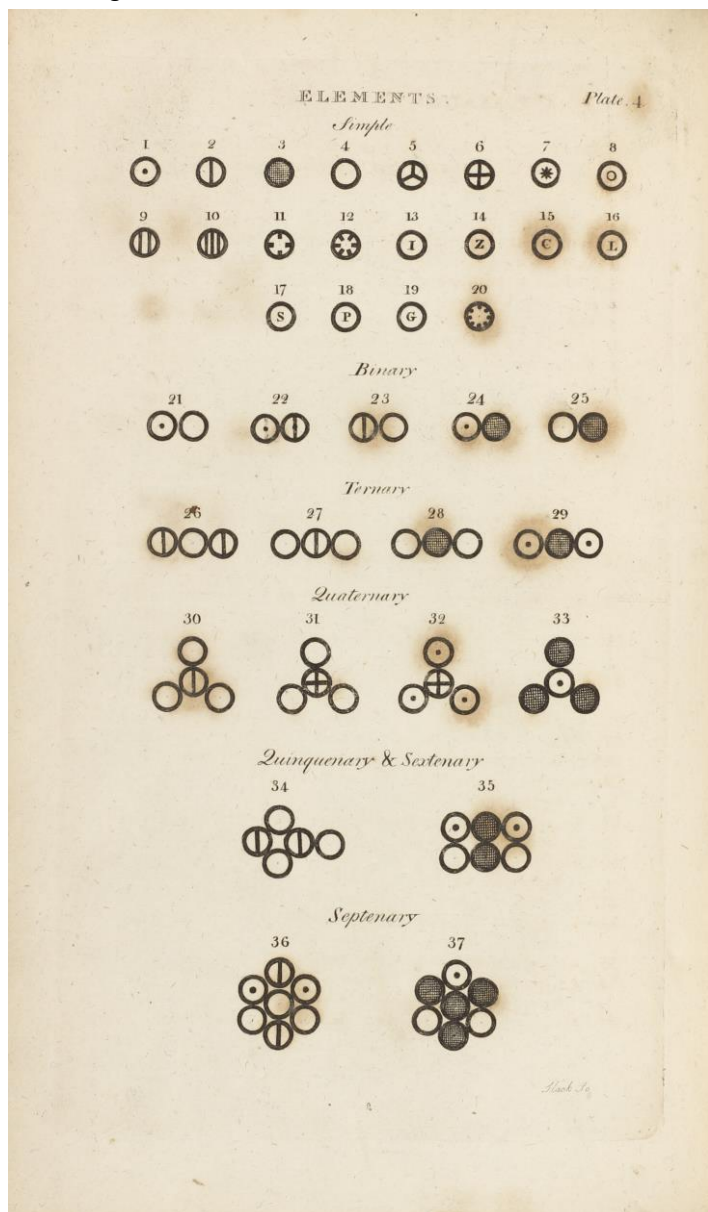 ELEMENTS. Plate. 4
Simple
1 2 3 4 5 6 7 8
9 10 11 12 13 14 15 16
I Z C L
17 18 19 20
S P G
Binary
21 22 23 24 25
Ternary
26 27 28 29
Quaternary
30 31 32 33
Quinquenary & Sextenary
34 35
Septenary
36 37